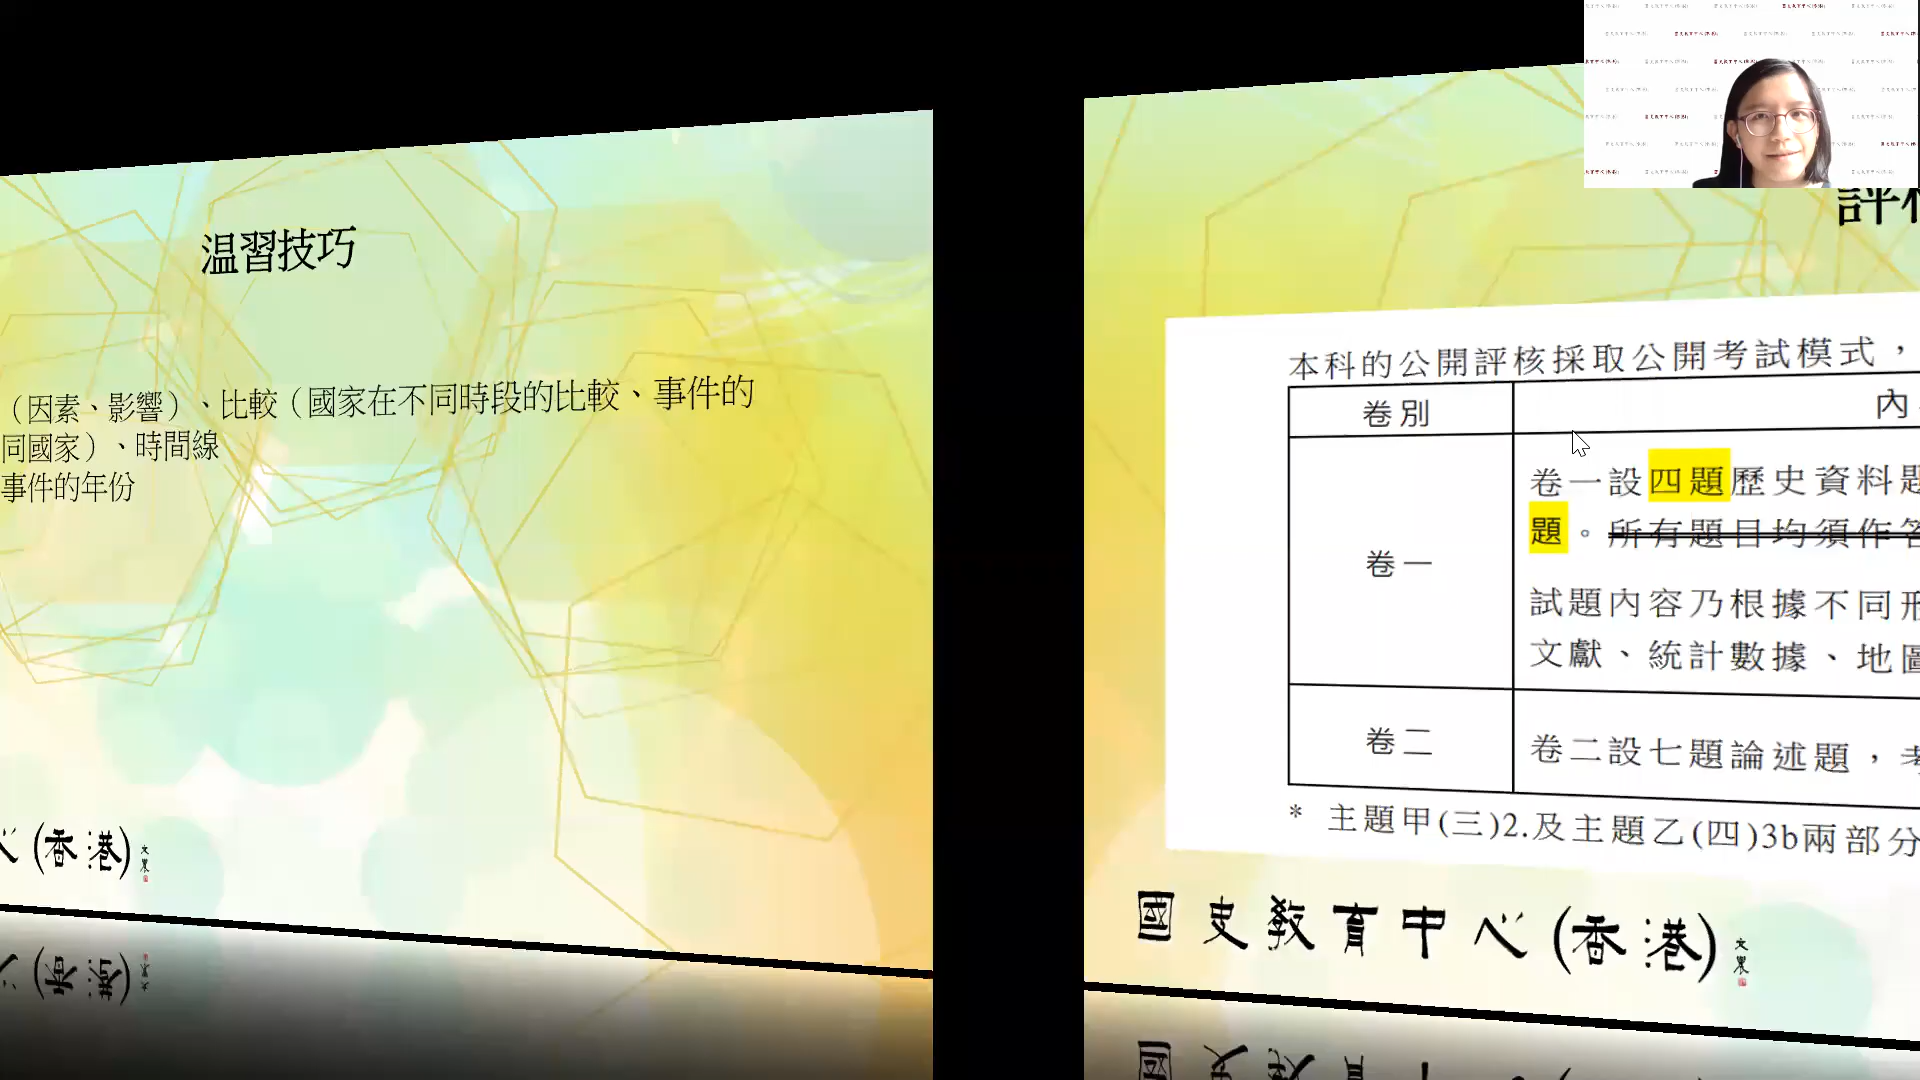 温習技巧
（因素、影響）、比較（國家在不同時段的比較、事件的
同國家）、時間線
事件的年份
心(香港)
本科的公開評核採取公開考試模式，
卷別
內
卷一
卷一設四題歷史資料題
題。所有題目均須作答
試題內容乃根據不同形
文獻、統計數據、地圖
卷二
卷二設七題論述題，考
* 主題甲(三)2.及主題乙(四)3b兩部分
國史教育中心(香港)